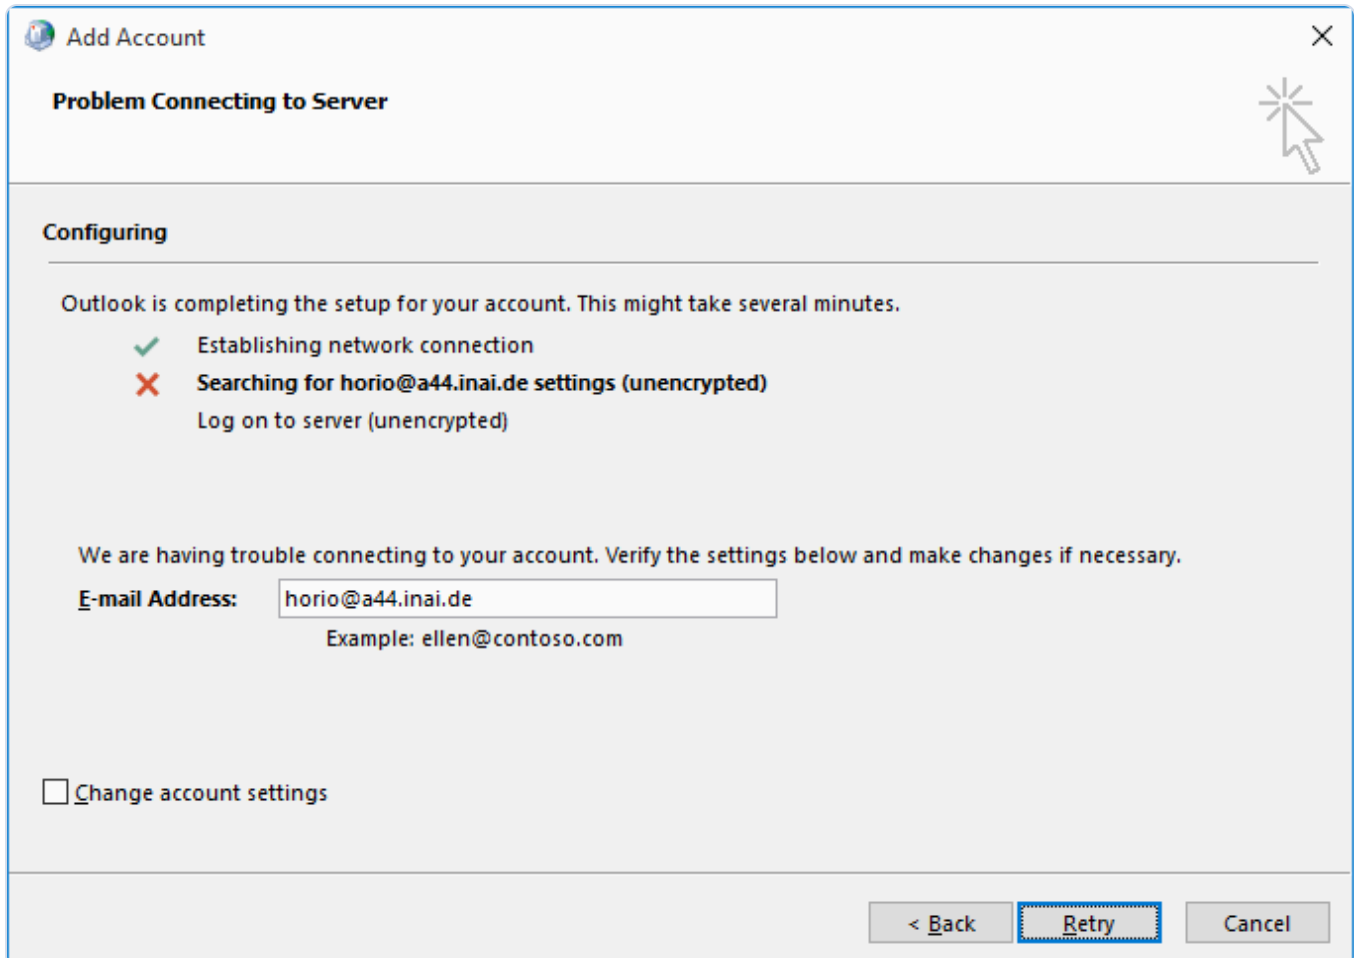 Add Account
Problem Connecting to Server
Configuring
Outlook is completing the setup for your account. This might take several minutes.
Establishing network connection
Searching for horio@a44.inai.de settings (unencrypted)
Log on to server (unencrypted)
We are having trouble connecting to your account. Verify the settings below and make changes if necessary.
E-mail Address: horio@a44.inai.de
Example: ellen@contoso.com
Change account settings
< Back Retry Cancel